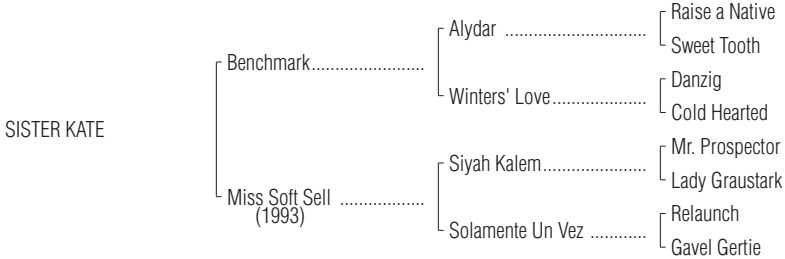 Raise a Native
Alydar ..............................
Sweet Tooth
Benchmark........................
Danzig
Winters' Love....................
Cold Hearted
SISTER KATE
Mr. Prospector
Siyah Kalem......................
Lady Graustark
Miss Soft Sell ..................
(1993)
Relaunch
Solamente Un Vez ............
Gavel Gertie